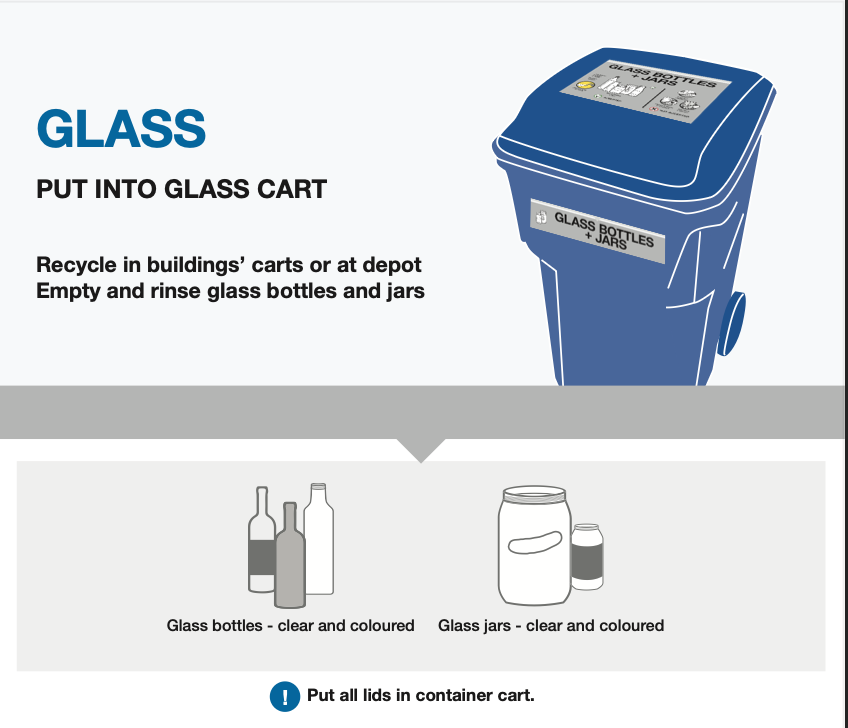 GLASS
PUT INTO GLASS CART
Recycle in buildings’ carts or at depot
Empty and rinse glass bottles and jars
GLASS BOTTLES
+ JARS
GLASS BOTTLES
+ JARS
Glass bottles - clear and coloured
Glass jars - clear and coloured
! Put all lids in container cart.